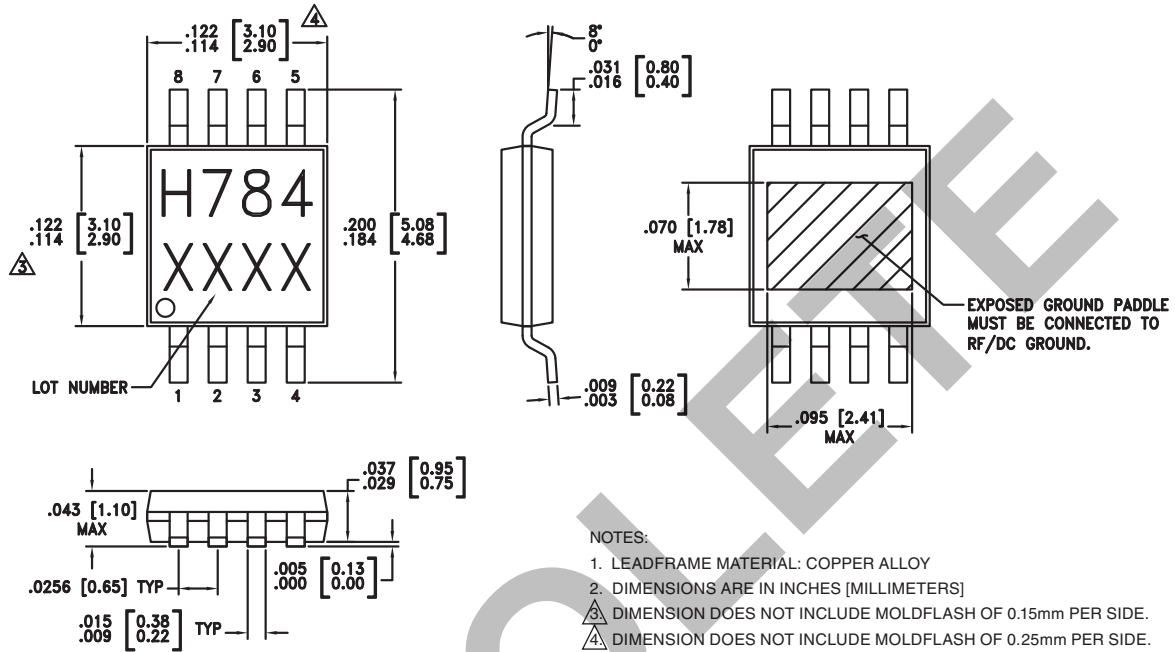 .122 [3.10]
.114 [2.90]
4
8 7 6 5
H784
XXXX
.122 [3.10]
.114 [2.90]
3
.200 [5.08]
.184 [4.68]
LOT NUMBER
1 2 3 4
8°
0°
.031 [0.80]
.016 [0.40]
.009 [0.22]
.003 [0.08]
.070 [1.78]
MAX
EXPOSED GROUND PADDLE
MUST BE CONNECTED TO
RF/DC GROUND.
.095 [2.41]
MAX
.043 [1.10]
MAX
.037 [0.95]
.029 [0.75]
.005 [0.13]
.000 [0.00]
.0256 [0.65] TYP
.015 [0.38]
.009 [0.22]
TYP
NOTES:
1. LEADFRAME MATERIAL: COPPER ALLOY
2. DIMENSIONS ARE IN INCHES [MILLIMETERS]
3. DIMENSION DOES NOT INCLUDE MOLDFLASH OF 0.15mm PER SIDE.
4. DIMENSION DOES NOT INCLUDE MOLDFLASH OF 0.25mm PER SIDE.
OLETE